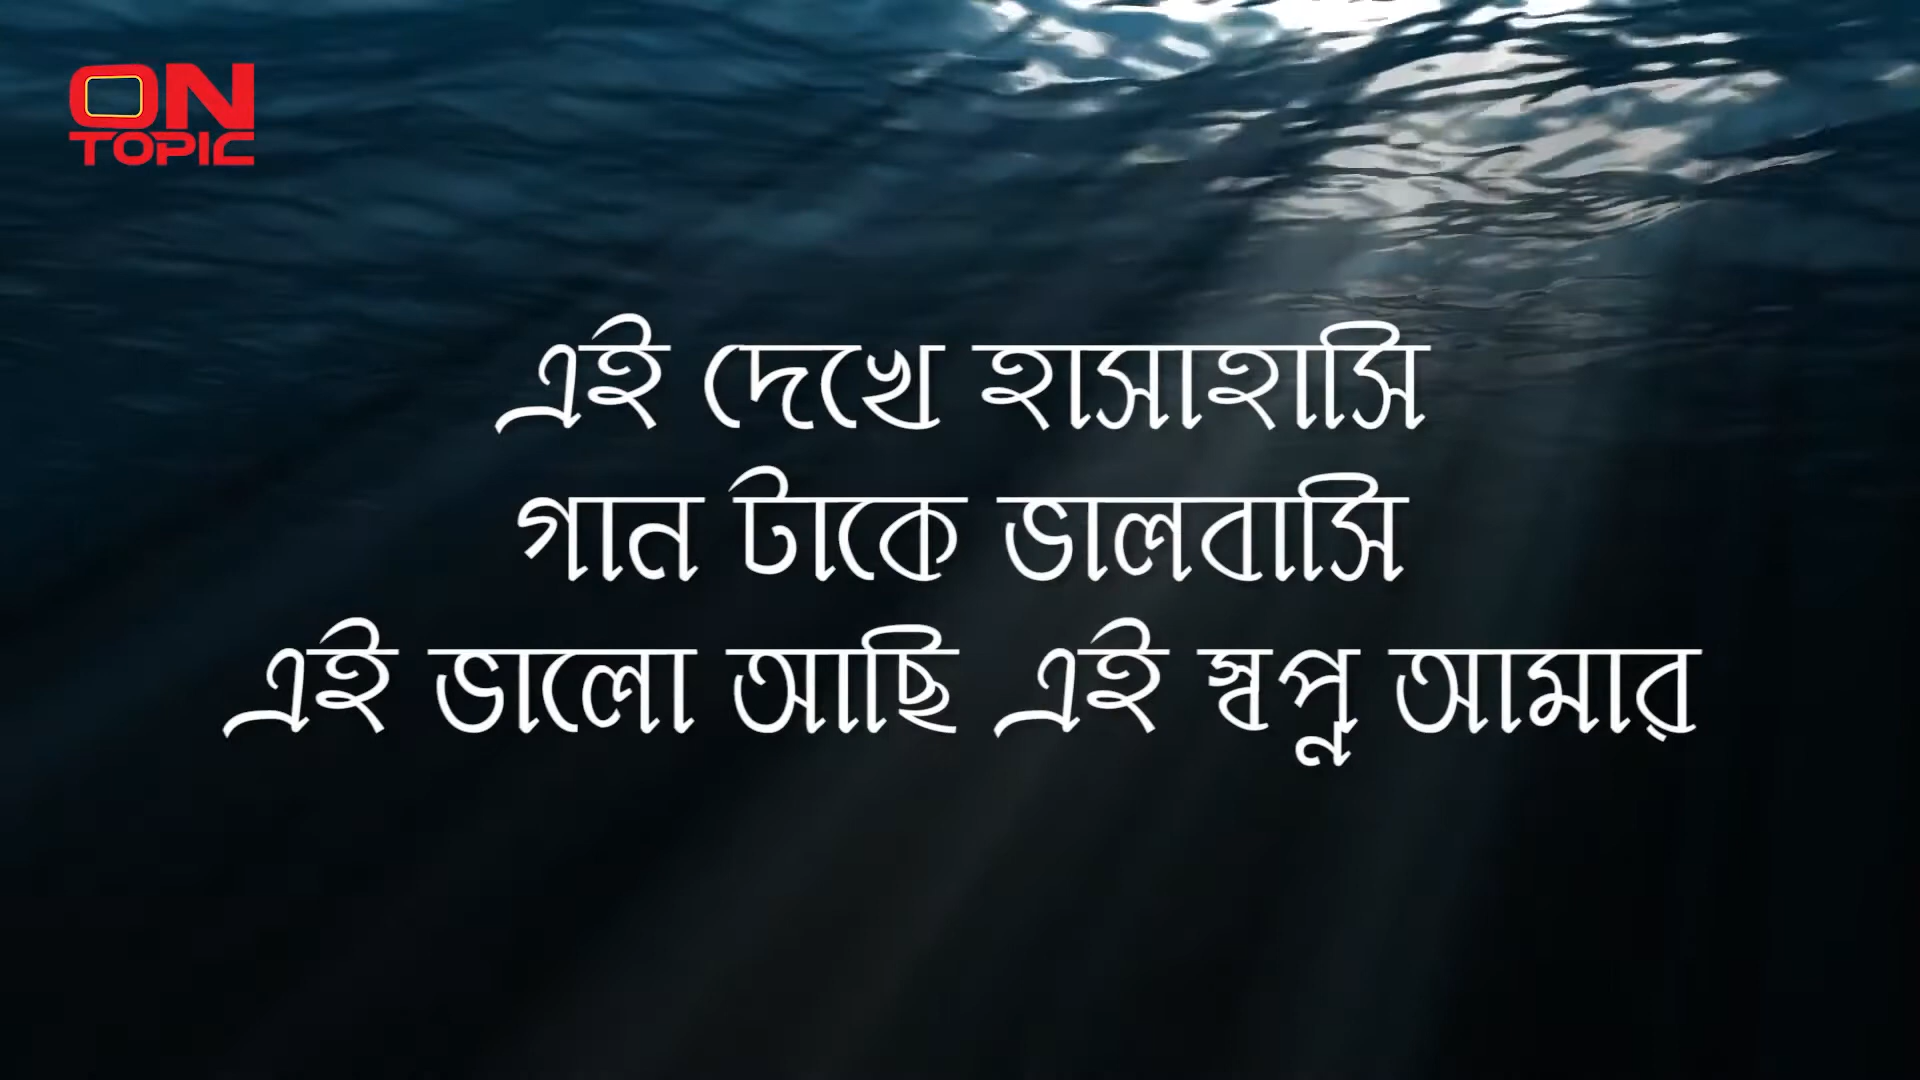 ON
TOPIC
এই দেখে হাসাহাসি
গান টাকে ভালবাসি
এই ভালো আছি এই স্বপ্ন আমার